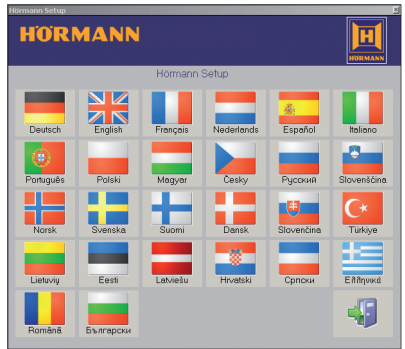 Hörmann Setup
HÖRMANN
HÖRMANN
Hörmann Setup
Deutsch English Français Nederlands Español Italiano
Português Polski Magyar Česky Русский Slovenščina
Norsk Svenska Suomi Dansk Slovenčina Türkiye
Lietuvių Eesti Latviešu Hrvatski Српски Ελληνικά
Română Български